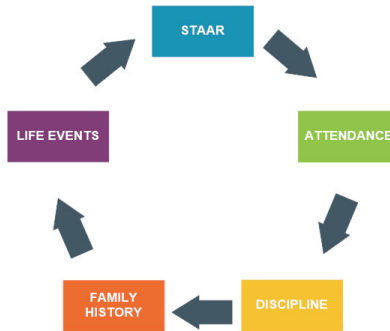 STAAR
ATTENDANCE
DISCIPLINE
FAMILY
HISTORY
LIFE EVENTS